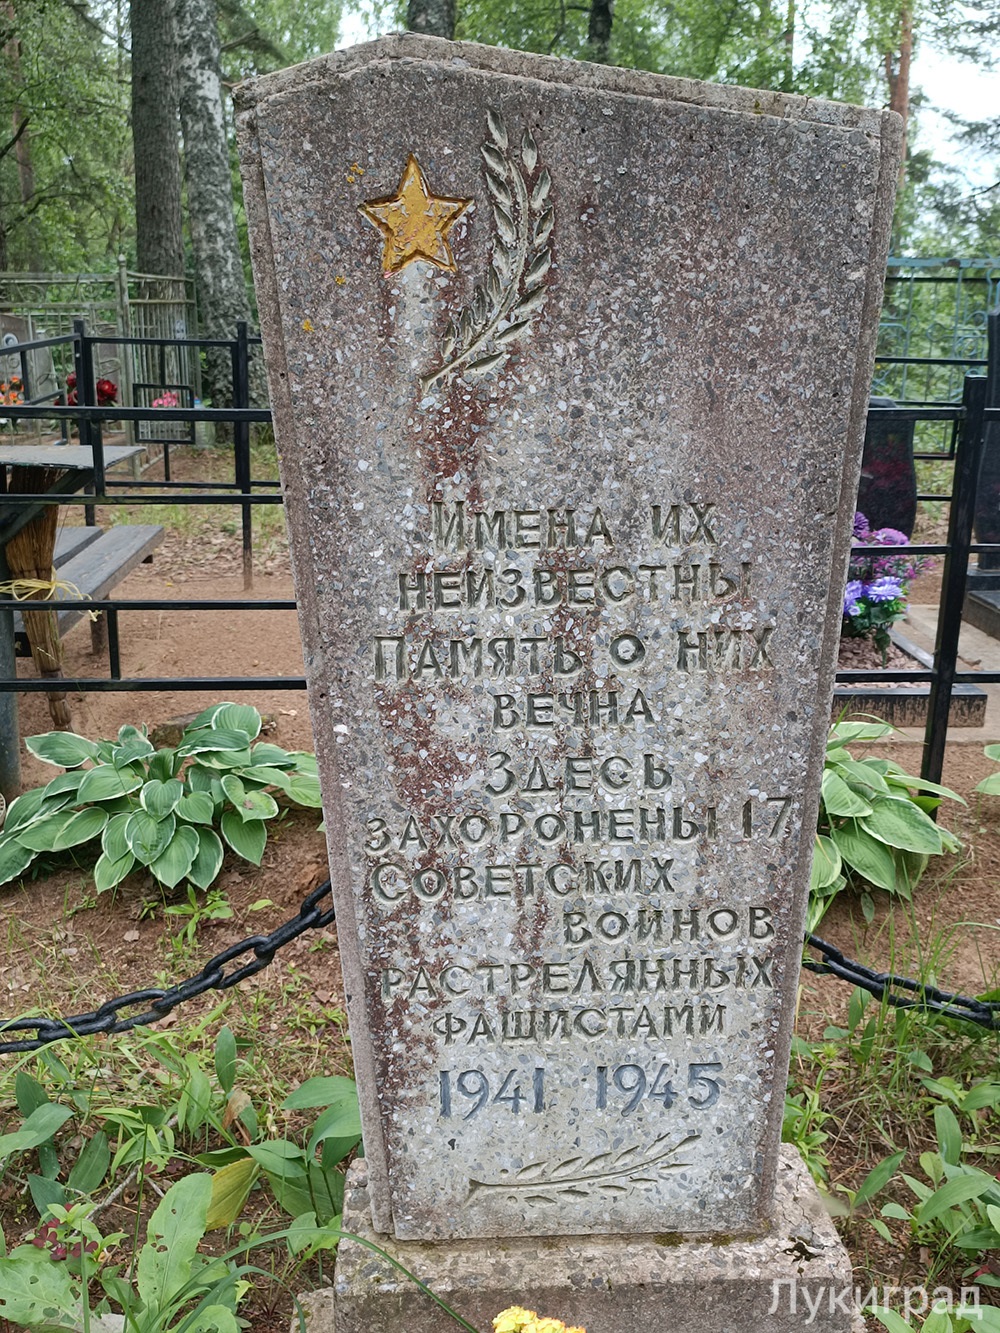 Имена их
неизвестны
Память о них
вечна
Здесь
захоронены 17
Советских
воинов
растрелянных
фашистами
1941 1945
Лукиград